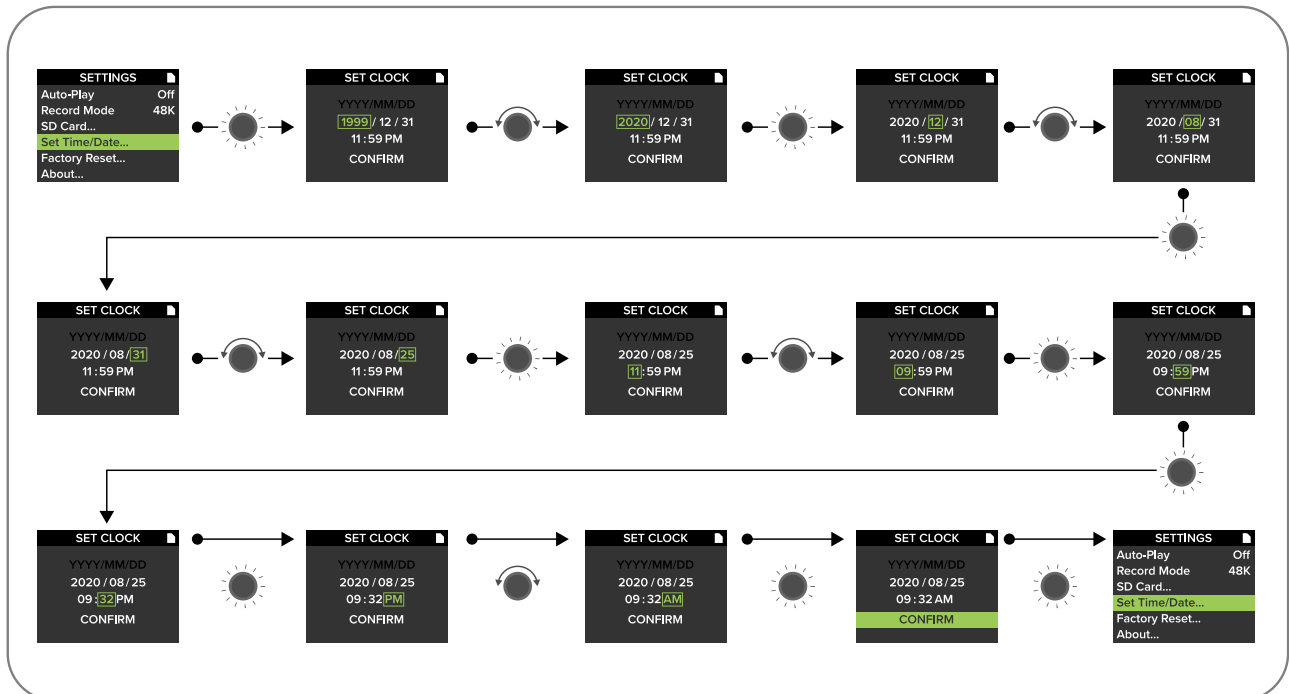 SETTINGS
Auto-Play Off
Record Mode 48K
SD Card...
Set Time/Date...
Factory Reset...
About...
SET CLOCK
YYYY/MM/DD
1999 / 12 / 31
11 : 59 PM
CONFIRM
SET CLOCK
YYYY/MM/DD
2020 / 12 / 31
11 : 59 PM
CONFIRM
SET CLOCK
YYYY/MM/DD
2020 / 12 / 31
11 : 59 PM
CONFIRM
SET CLOCK
YYYY/MM/DD
2020 / 08 / 31
11 : 59 PM
CONFIRM
SET CLOCK
YYYY/MM/DD
2020 / 08 / 31
11 : 59 PM
CONFIRM
SET CLOCK
YYYY/MM/DD
2020 / 08 / 25
11 : 59 PM
CONFIRM
SET CLOCK
YYYY/MM/DD
2020 / 08 / 25
11 : 59 PM
CONFIRM
SET CLOCK
YYYY/MM/DD
2020 / 08 / 25
09 : 59 PM
CONFIRM
SET CLOCK
YYYY/MM/DD
2020 / 08 / 25
09 : 59 PM
CONFIRM
SET CLOCK
YYYY/MM/DD
2020 / 08 / 25
09 : 32 PM
CONFIRM
SET CLOCK
YYYY/MM/DD
2020 / 08 / 25
09 : 32 PM
CONFIRM
SET CLOCK
YYYY/MM/DD
2020 / 08 / 25
09 : 32 AM
CONFIRM
SET CLOCK
YYYY/MM/DD
2020 / 08 / 25
09 : 32 AM
CONFIRM
SETTINGS
Auto-Play Off
Record Mode 48K
SD Card...
Set Time/Date...
Factory Reset...
About...